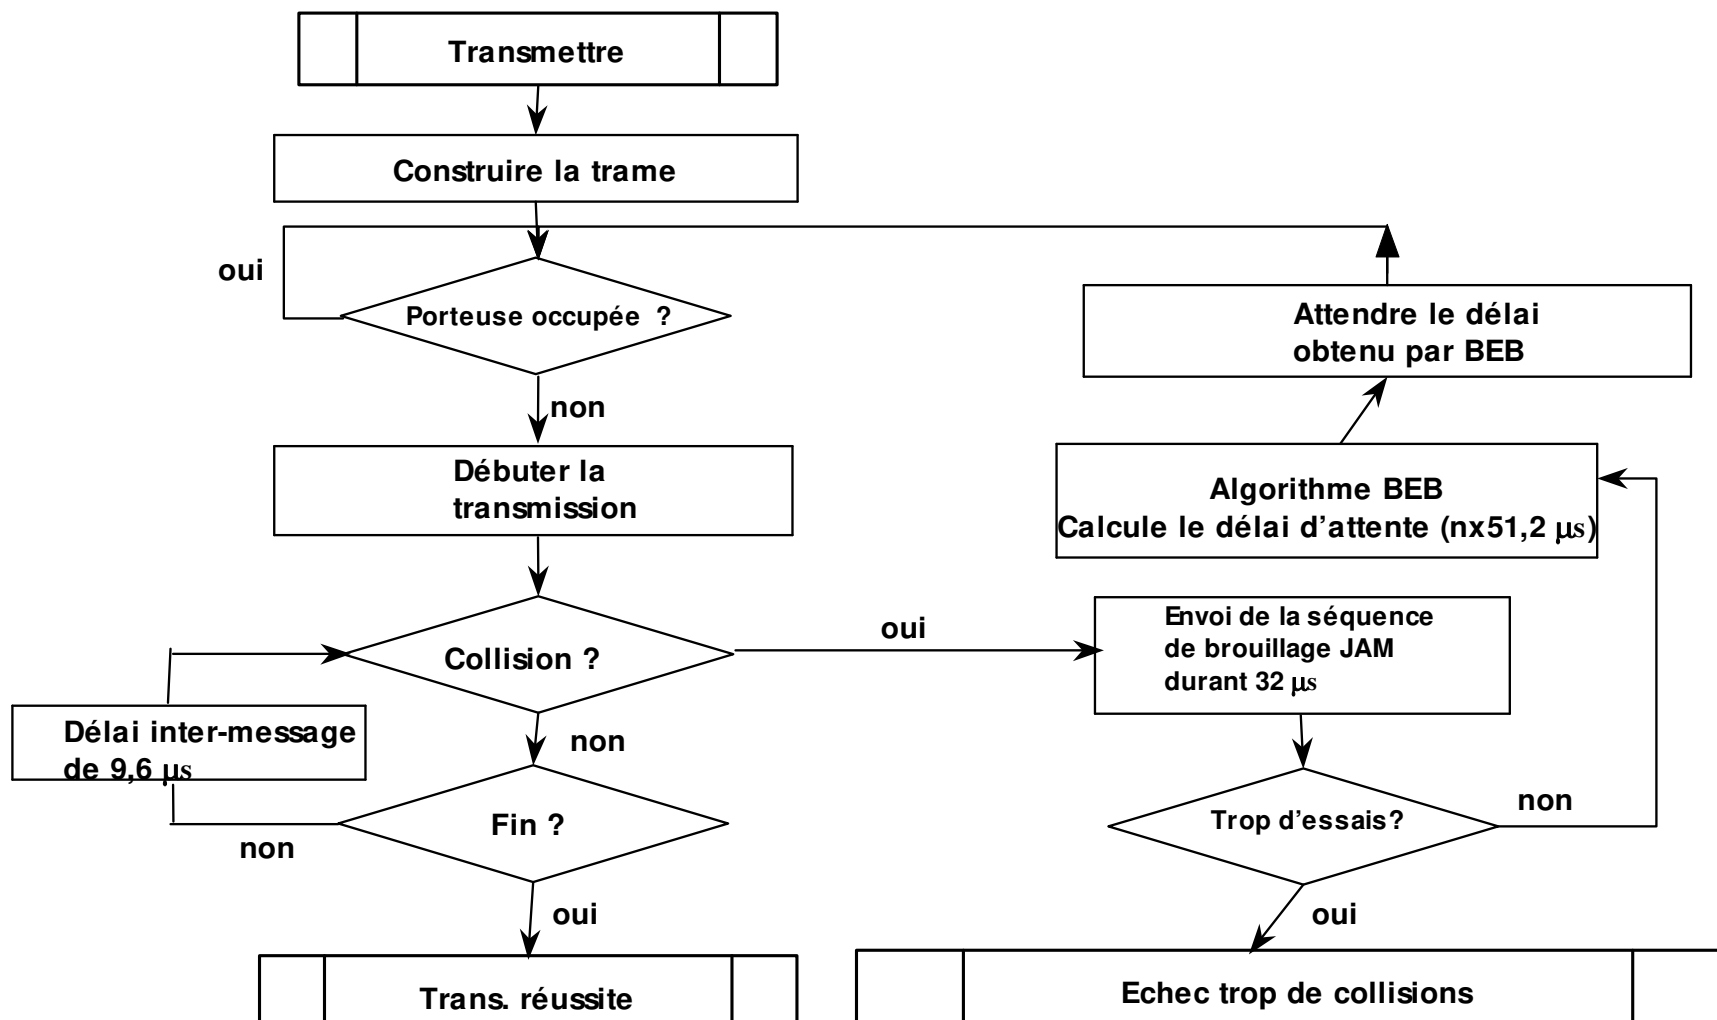 Transmettre
Construire la trame
oui
Porteuse occupée ?
non
Débuter la
transmission
Collision ?
oui
Délai inter-message
de 9,6 µs
non
Fin ?
non
oui
Trans. réussite
Attendre le délai
obtenu par BEB
Algorithme BEB
Calcule le délai d’attente (nx51,2 µs)
Envoi de la séquence
de brouillage JAM
durant 32 µs
Trop d’essais?
non
oui
Echec trop de collisions